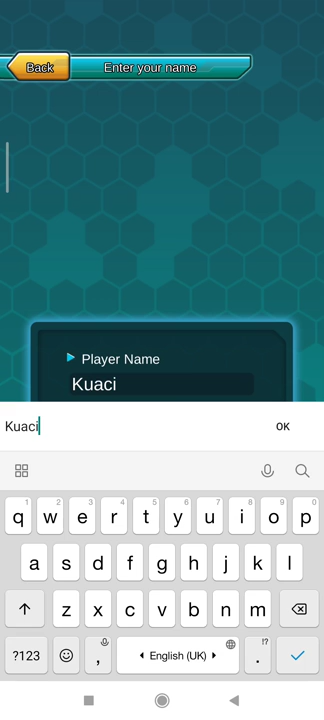 Back
Enter your name
Player Name
Kuaci
Kuaci
OK
1 2 3 4 5 6 7 8 9 0
q w e r t y u i o p
a s d f g h j k l
z x c v b n m
!?
?123 , English (UK) .